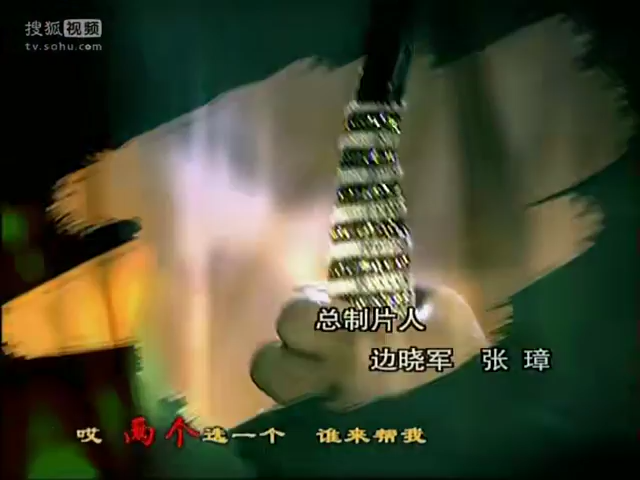 搜狐视频
tv.sohu.com
总制片人
边晓军 张 璋
哎 两个选一个 谁来帮我